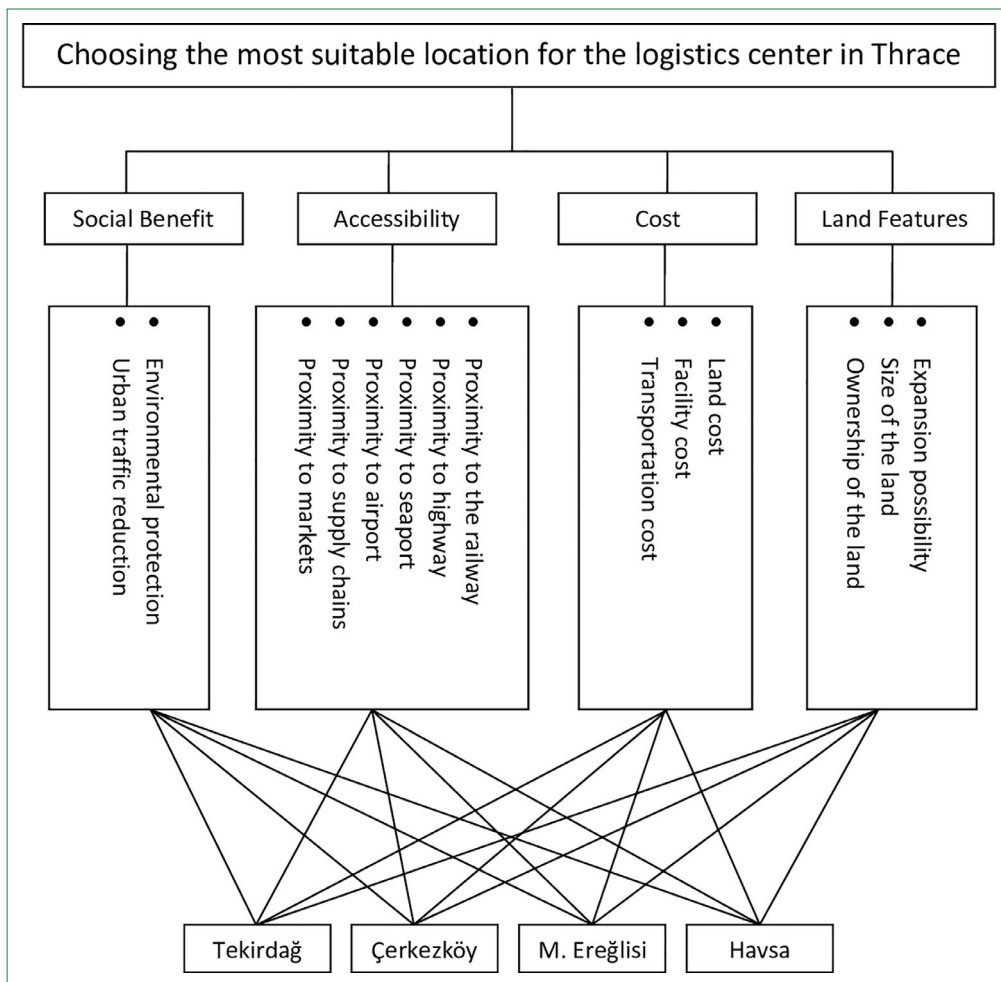 Choosing the most suitable location for the logistics center in Thrace
Social Benefit
Accessibility
Cost
Land Features
• Environmental protection
• Urban traffic reduction
• Proximity to the railway
• Proximity to highway
• Proximity to seaport
• Proximity to airport
• Proximity to supply chains
• Proximity to markets
• Land cost
• Facility cost
• Transportation cost
• Expansion possibility
• Size of the land
• Ownership of the land
Tekirdağ
Çerkezköy
M. Ereğlisi
Havsa